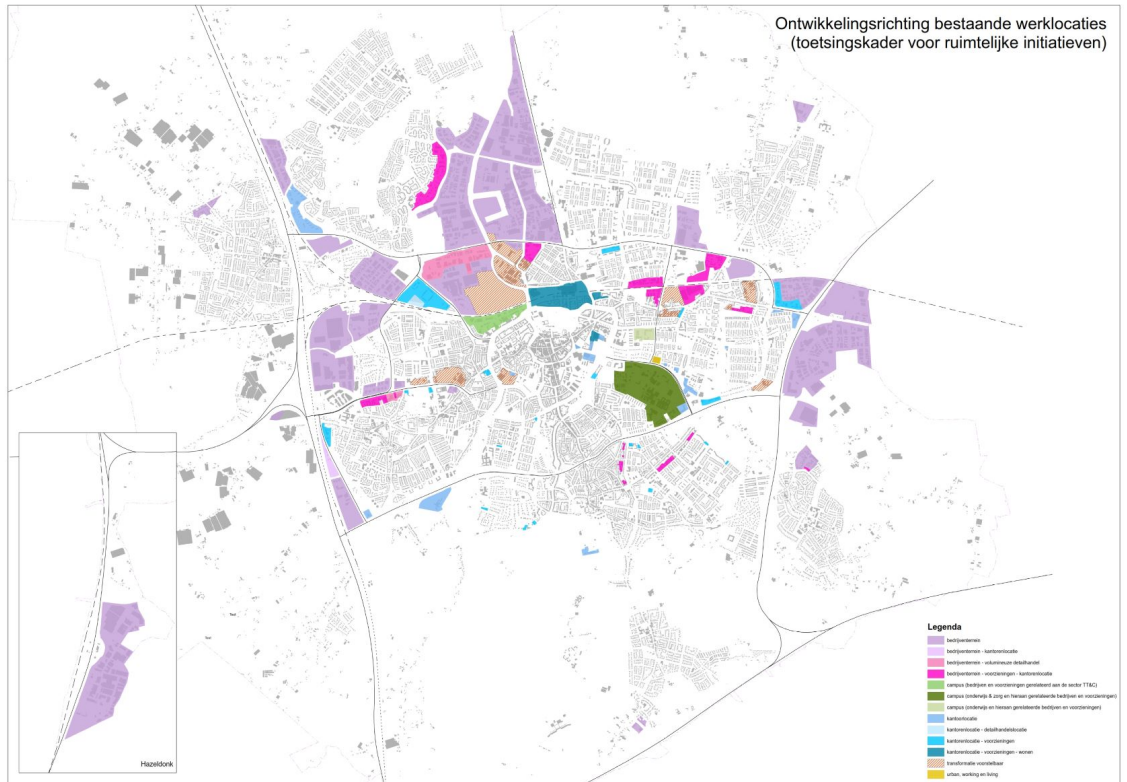 Ontwikkelingsrichting bestaande werklocaties
(toetsingskader voor ruimtelijke initiatieven)
Hazeldonk
Legenda
bedrijventerrein
bedrijventerrein - kantorenlocatie
bedrijventerrein - volumineuze detailhandel
bedrijventerrein - voorzieningen - kantorenlocatie
campus (bedrijven en voorzieningen gerelateerd aan de sector TT&C)
campus (onderwijs & zorg en hieraan gerelateerde bedrijven en voorzieningen)
campus (onderwijs en hieraan gerelateerde bedrijven en voorzieningen)
kantoorlocatie
kantorenlocatie - detailhandelslocatie
kantorenlocatie - voorzieningen
kantorenlocatie - voorzieningen - wonen
transformatie voorstelbaar
urban, working en living